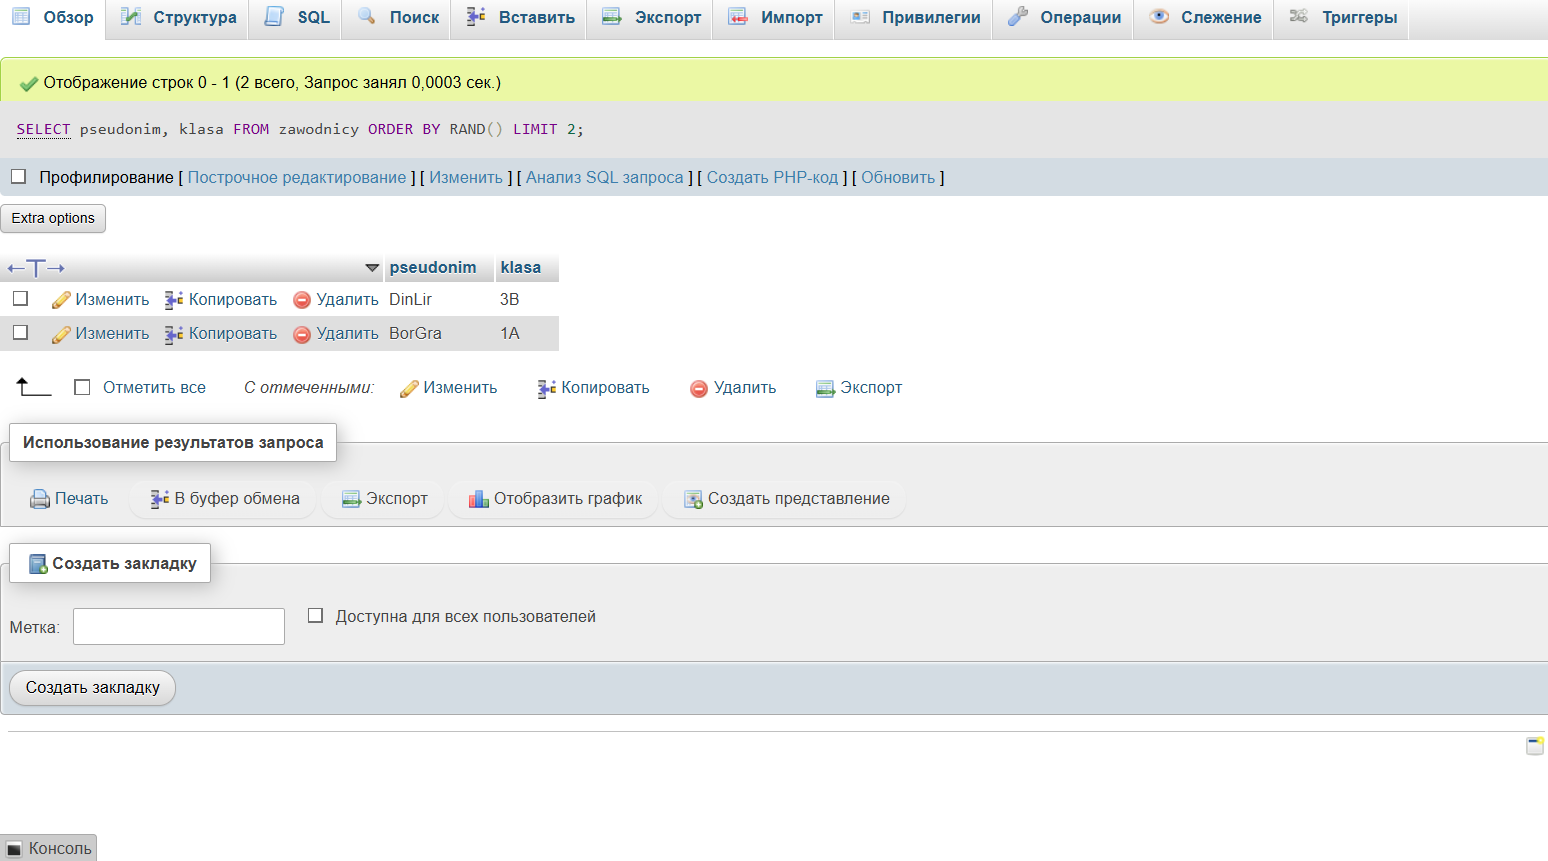 Обзор Структура SQL Поиск Вставить Экспорт Импорт Привилегии Операции Слежение Триггеры
Отображение строк 0 - 1 (2 всего, Запрос занял 0,0003 сек.)
SELECT pseudonim, klasa FROM zawodnicy ORDER BY RAND() LIMIT 2;
Профилирование [ Построчное редактирование ] [ Изменить ] [ Анализ SQL запроса ] [ Создать PHP-код ] [ Обновить ]
Extra options
←T→ pseudonim klasa
Изменить Копировать Удалить DinLir 3B
Изменить Копировать Удалить BorGra 1A
Отметить все С отмеченными: Изменить Копировать Удалить Экспорт
Использование результатов запроса
Печать В буфер обмена Экспорт Отобразить график Создать представление
Создать закладку
Метка: Доступна для всех пользователей
Создать закладку
Консоль